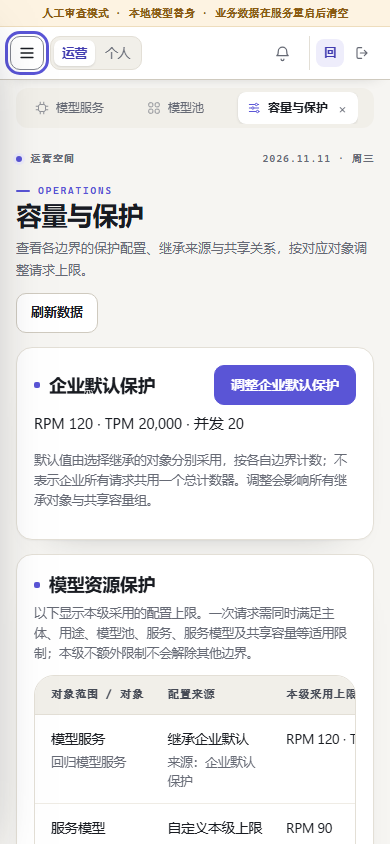 人工审查模式 · 本地模型替身 · 业务数据在服务重启后清空
运营 个人 回
模型服务 模型池 容量与保护 ×
运营空间 2026.11.11 · 周三
OPERATIONS
容量与保护
查看各边界的保护配置、继承来源与共享关系，按对应对象调
整请求上限。
刷新数据
企业默认保护 调整企业默认保护
RPM 120 · TPM 20,000 · 并发 20
默认值由选择继承的对象分别采用，按各自边界计数；不
表示企业所有请求共用一个总计数器。调整会影响所有继
承对象与共享容量组。
模型资源保护
以下显示本级采用的配置上限。一次请求需同时满足主
体、用途、模型池、服务、服务模型及共享容量等适用限
制；本级不额外限制不会解除其他边界。
对象范围 / 对象 配置来源 本级采用上限
模型服务 继承企业默认 RPM 120 · T
回归模型服务 来源：企业默认
保护
服务模型 自定义本级上限 RPM 90